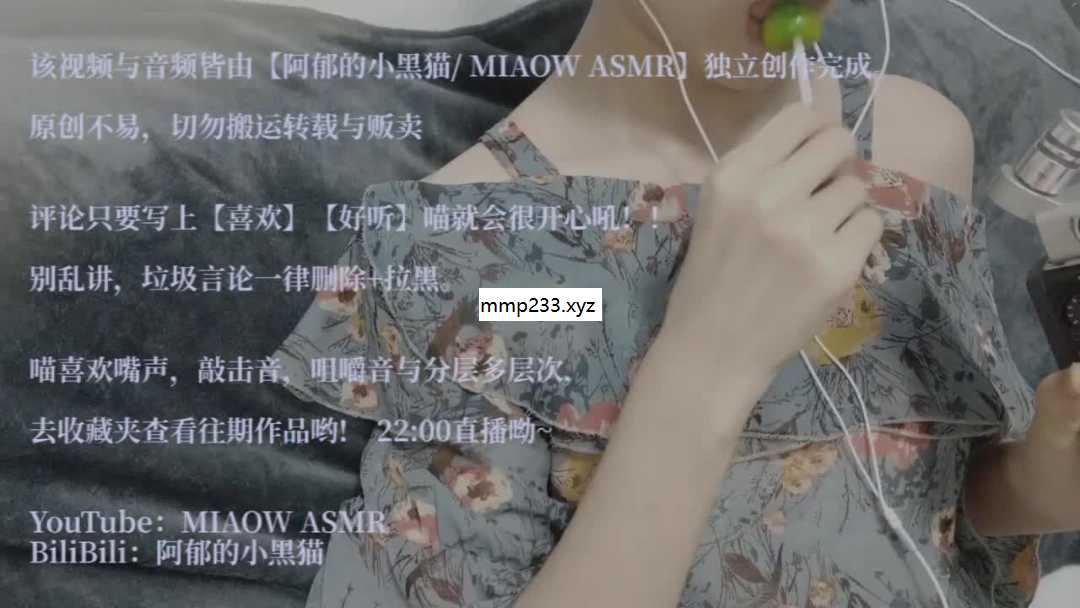 该视频与音频皆由【阿郁的小黑猫/ MIAOW ASMR】独立创作完成。
原创不易，切勿搬运转载与贩卖
评论只要写上【喜欢】【好听】喵就会很开心吼！！
别乱讲，垃圾言论一律删除+拉黑。
mmp233.xyz
喵喜欢嘴声，敲击音，咀嚼音与分层多层次，
去收藏夹查看往期作品哟！ 22:00直播呦~
YouTube：MIAOW ASMR
BiliBili：阿郁的小黑猫